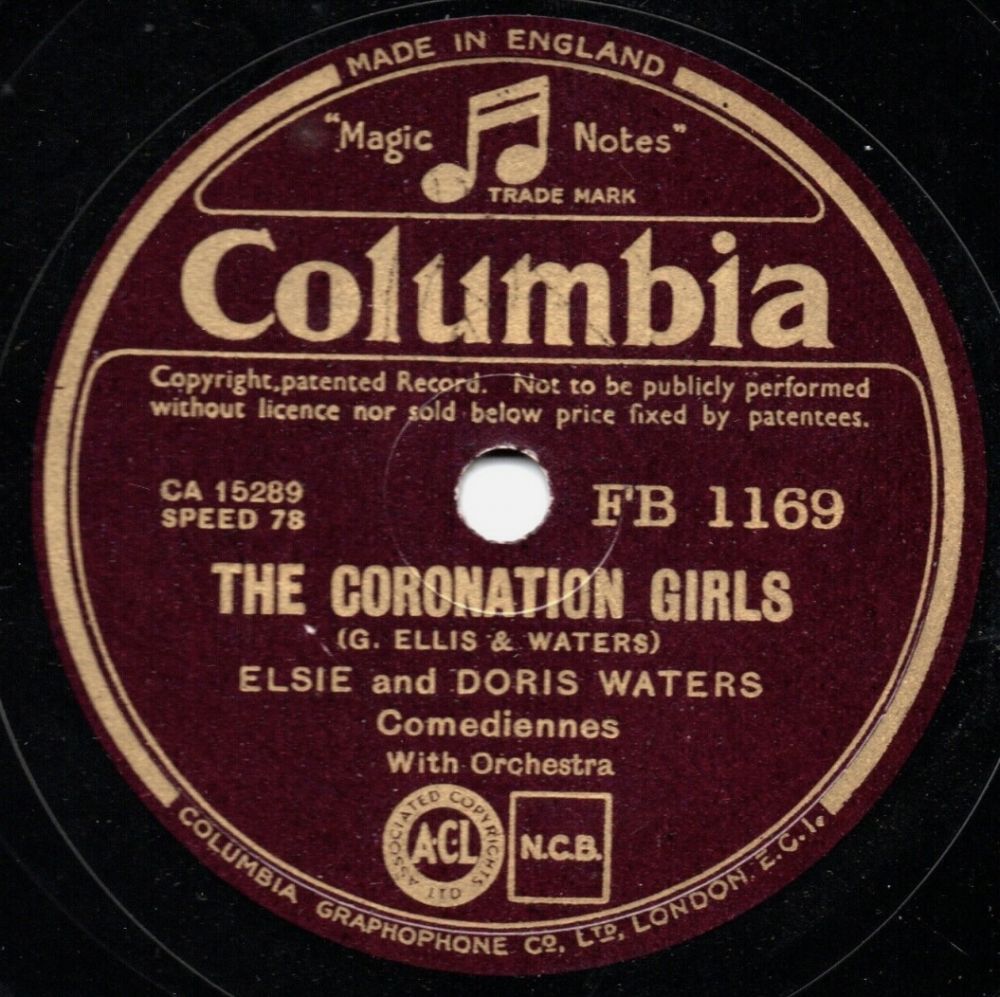 MADE IN ENGLAND
"Magic Notes"
TRADE MARK
Columbia
Copyright, patented Record. Not to be publicly performed
without licence nor sold below price fixed by patentees.
CA 15289
SPEED 78
FB 1169
THE CORONATION GIRLS
(G. ELLIS & WATERS)
ELSIE and DORIS WATERS
Comediennes
With Orchestra
ASSOCIATED COPYRIGHTS LTD
A.C.L
N.C.B.
COLUMBIA GRAPHOPHONE Co, LTD, LONDON. E.C.1.